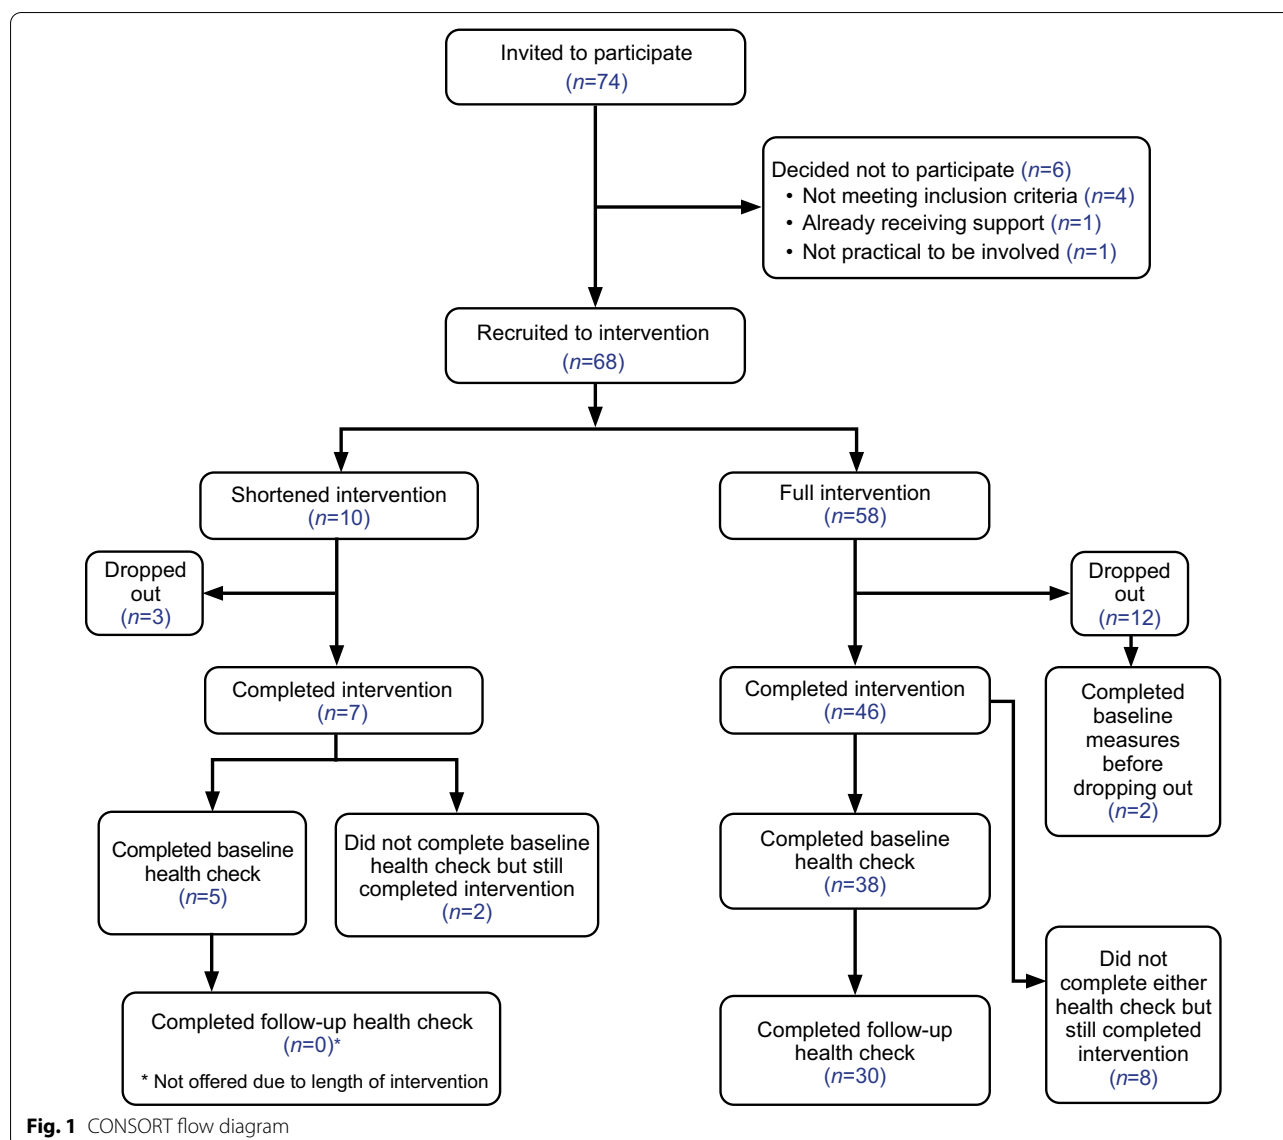 Invited to participate
(n=74)
Decided not to participate (n=6)
• Not meeting inclusion criteria (n=4)
• Already receiving support (n=1)
• Not practical to be involved (n=1)
Recruited to intervention
(n=68)
Shortened intervention
(n=10)
Full intervention
(n=58)
Dropped
out
(n=3)
Dropped
out
(n=12)
Completed intervention
(n=7)
Completed intervention
(n=46)
Completed
baseline
measures
before
dropping out
(n=2)
Completed baseline
health check
(n=5)
Did not complete baseline
health check but still
completed intervention
(n=2)
Completed baseline
health check
(n=38)
Did not
complete either
health check but
still completed
intervention
(n=8)
Completed follow-up health check
(n=0)*
* Not offered due to length of intervention
Completed follow-up
health check
(n=30)
Fig. 1 CONSORT flow diagram